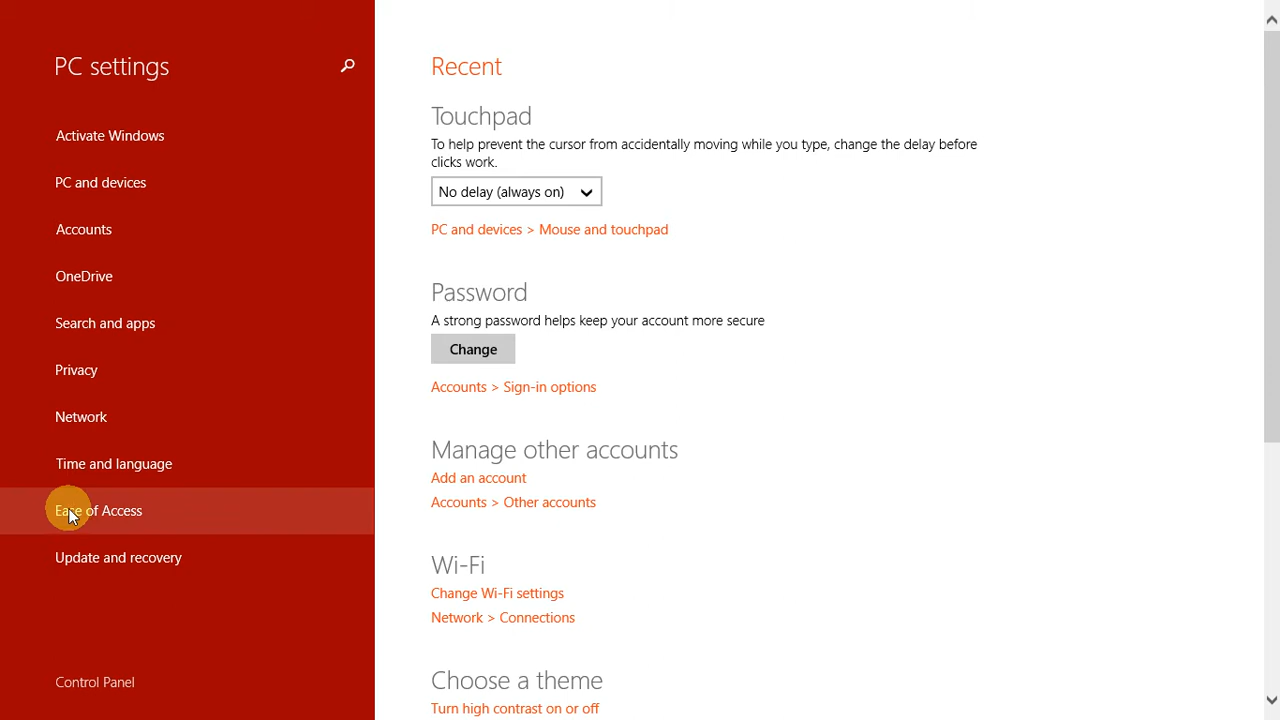 PC settings
Activate Windows
PC and devices
Accounts
OneDrive
Search and apps
Privacy
Network
Time and language
Ease of Access
Update and recovery
Control Panel
Recent
Touchpad
To help prevent the cursor from accidentally moving while you type, change the delay before
clicks work.
No delay (always on)
PC and devices > Mouse and touchpad
Password
A strong password helps keep your account more secure
Change
Accounts > Sign-in options
Manage other accounts
Add an account
Accounts > Other accounts
Wi-Fi
Change Wi-Fi settings
Network > Connections
Choose a theme
Turn high contrast on or off